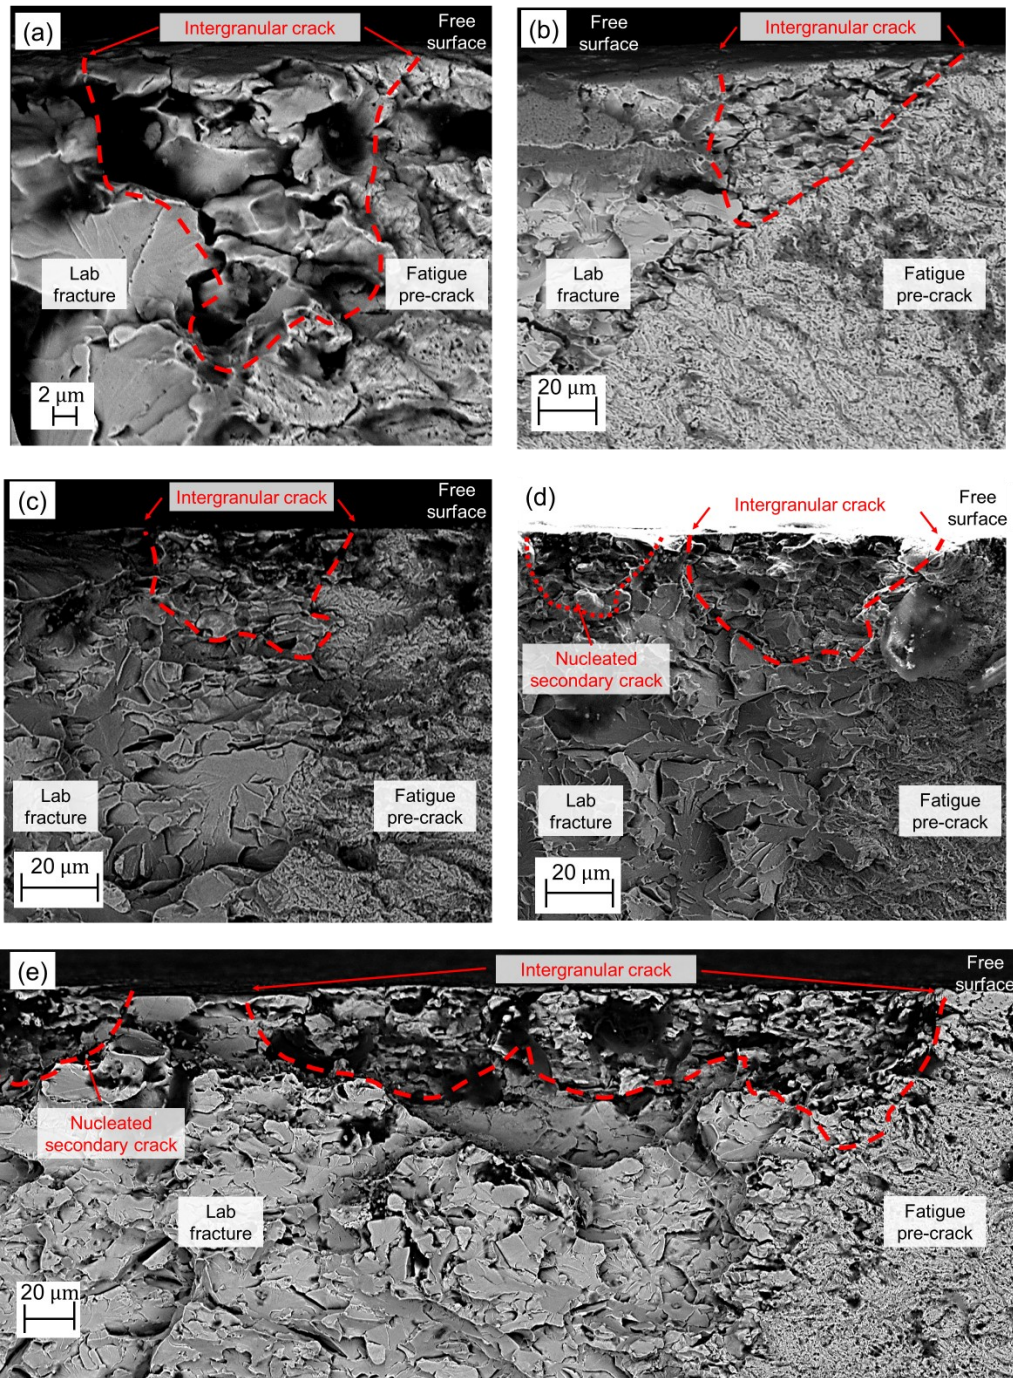 (a)
Intergranular crack
Free
surface
Lab
fracture
Fatigue
pre-crack
2 μm
(b)
Free
surface
Intergranular crack
Lab
fracture
Fatigue
pre-crack
20 μm
(c)
Intergranular crack
Free
surface
Lab
fracture
Fatigue
pre-crack
20 μm
(d)
Intergranular crack
Free
surface
Nucleated
secondary crack
Lab
fracture
Fatigue
pre-crack
20 μm
(e)
Intergranular crack
Free
surface
Nucleated
secondary crack
Lab
fracture
Fatigue
pre-crack
20 μm